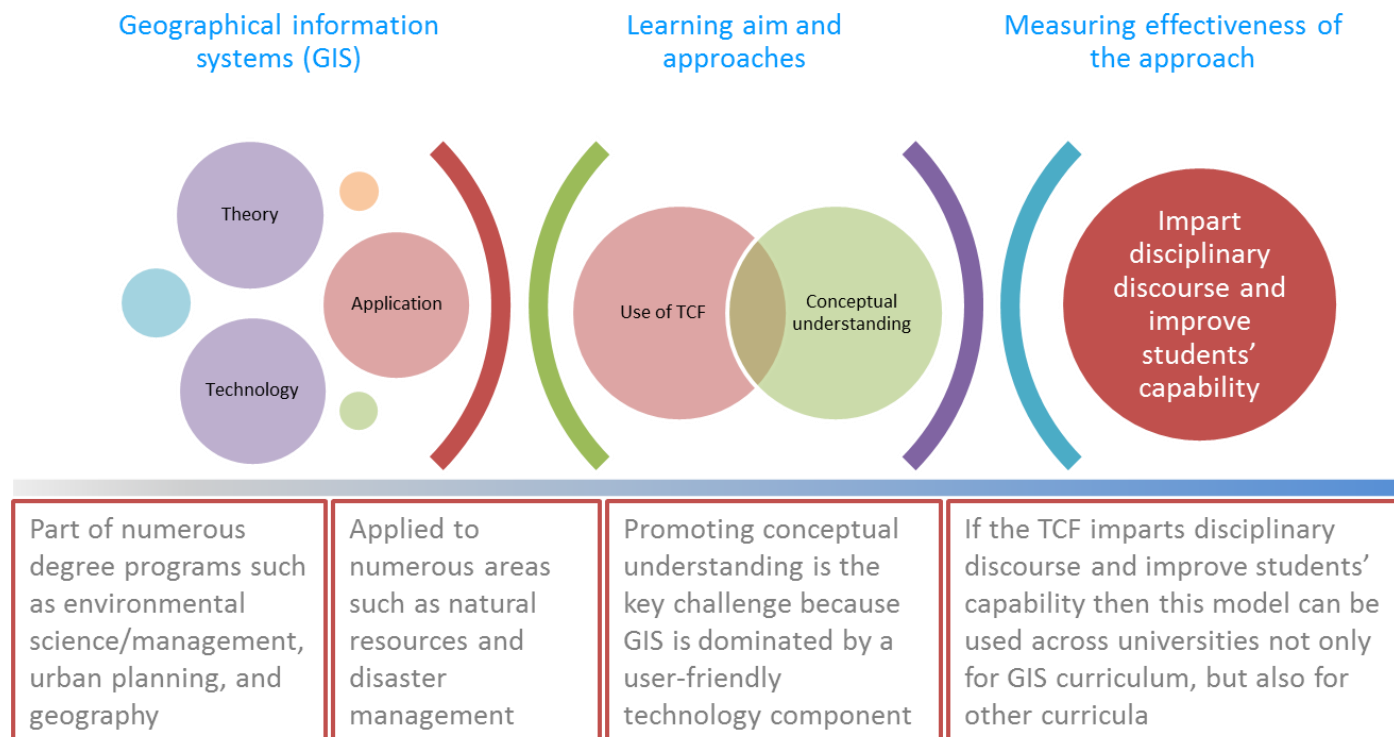 Geographical information
systems (GIS)
Learning aim and
approaches
Measuring effectiveness of
the approach
Theory
Application
Technology
Use of TCF
Conceptual
understanding
Impart
disciplinary
discourse and
improve
students’
capability
Part of numerous
degree programs such
as environmental
science/management,
urban planning, and
geography
Applied to
numerous areas
such as natural
resources and
disaster
management
Promoting conceptual
understanding is the
key challenge because
GIS is dominated by a
user-friendly
technology component
If the TCF imparts disciplinary
discourse and improve students’
capability then this model can be
used across universities not only
for GIS curriculum, but also for
other curricula